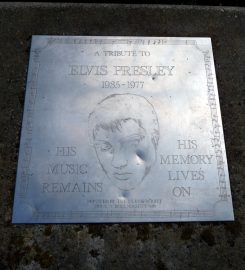 A TRIBUTE TO
ELVIS PRESLEY
1935-1977
HIS
MUSIC
REMAINS
HIS
MEMORY
LIVES
ON